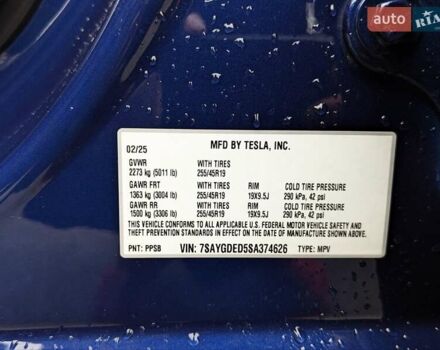 auto RIA
02/25 MFD BY TESLA, INC.
GVWR WITH TIRES
2273 kg (5011 lb) 255/45R19
GAWR FRT WITH TIRES RIM COLD TIRE PRESSURE
1363 kg (3004 lb) 255/45R19 19X9.5J 290 kPa, 42 psi
GAWR RR WITH TIRES RIM COLD TIRE PRESSURE
1500 kg (3306 lb) 255/45R19 19X9.5J 290 kPa, 42 psi
THIS VEHICLE CONFORMS TO ALL APPLICABLE U.S. FEDERAL MOTOR VEHICLE
SAFETY STANDARDS IN EFFECT ON THE DATE OF MANUFACTURE SHOWN ABOVE.
PNT: PPSB VIN: 7SAYGDED5SA374626 TYPE: MPV